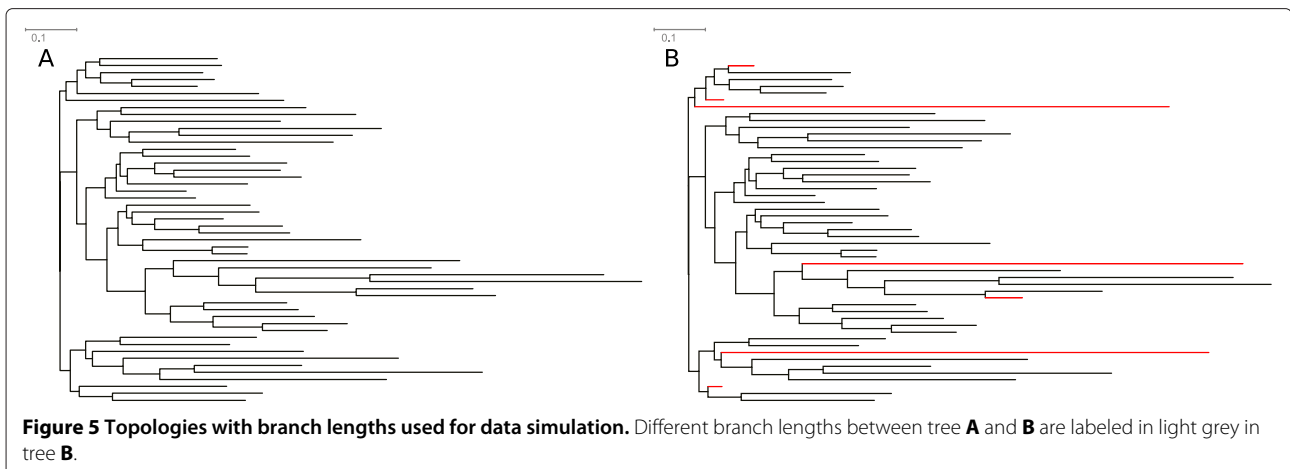 0.1
A
0.1
B
Figure 5 Topologies with branch lengths used for data simulation. Different branch lengths between tree A and B are labeled in light grey in
tree B.